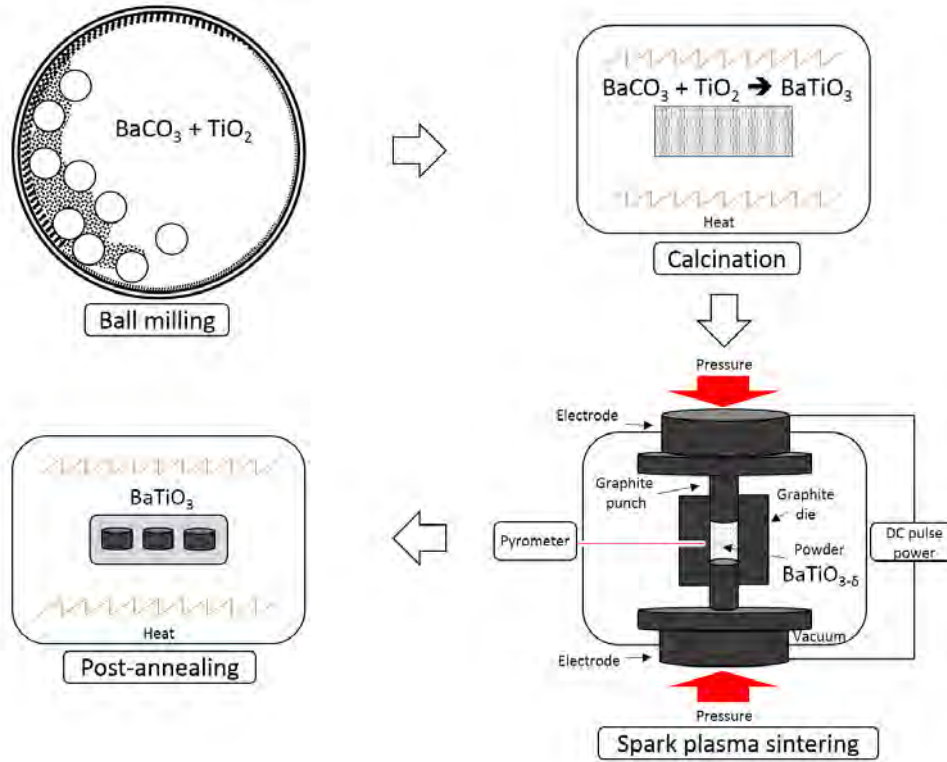 BaCO₃ + TiO₂
Ball milling
BaCO₃ + TiO₂ ➔ BaTiO₃
Heat
Calcination
Pressure
Electrode
Graphite
punch
Graphite
die
Pyrometer
Powder
BaTiO₃₋δ
DC pulse
power
Vacuum
Electrode
Pressure
Spark plasma sintering
BaTiO₃
Heat
Post-annealing